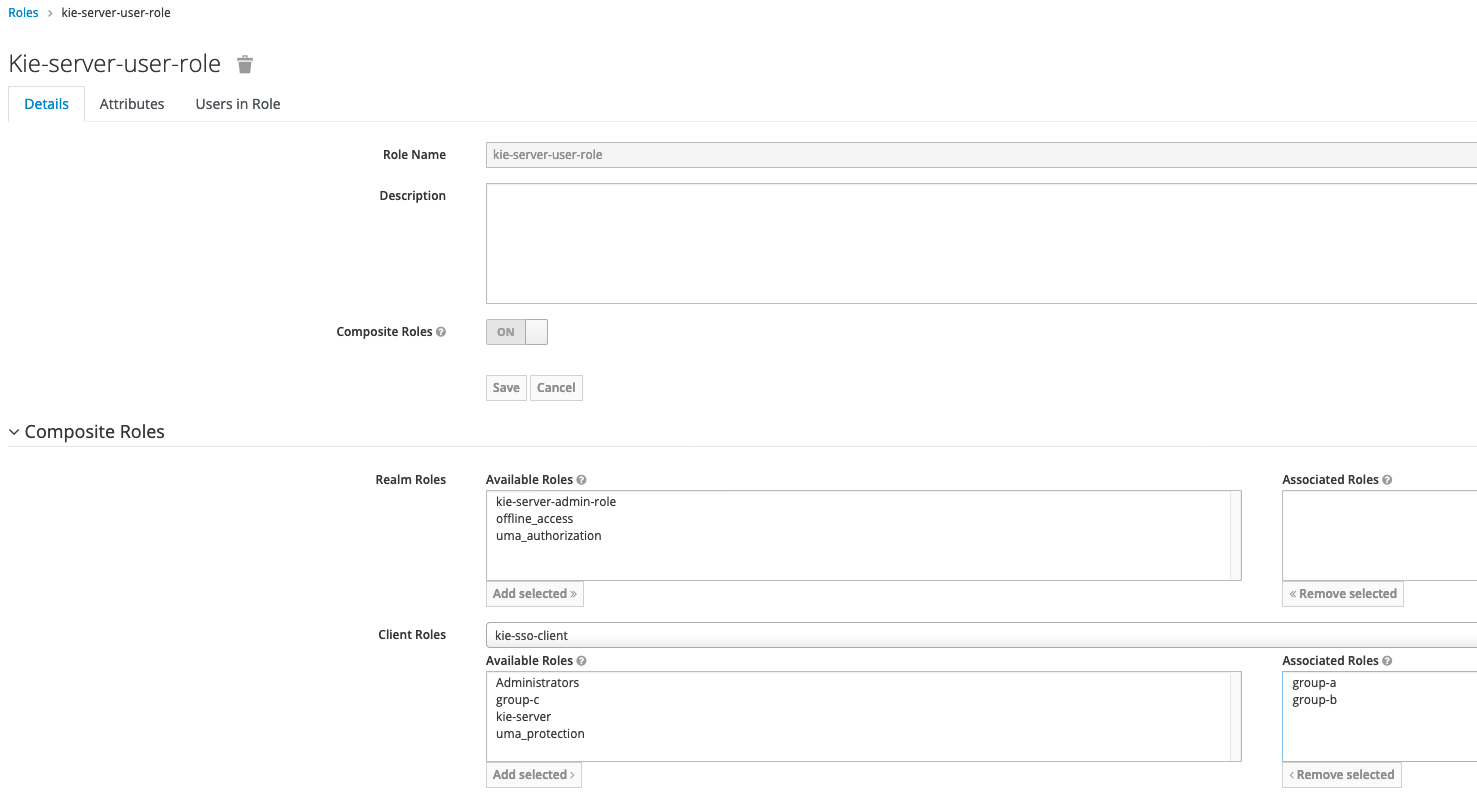 Roles > kie-server-user-role
Kie-server-user-role
Details Attributes Users in Role
Role Name kie-server-user-role
Description
Composite Roles ON
Save Cancel
Composite Roles
Realm Roles Available Roles Associated Roles
kie-server-admin-role
offline_access
uma_authorization
Add selected » « Remove selected
Client Roles kie-sso-client
Available Roles Associated Roles
Administrators group-a
group-c group-b
kie-server
uma_protection
Add selected › ‹ Remove selected